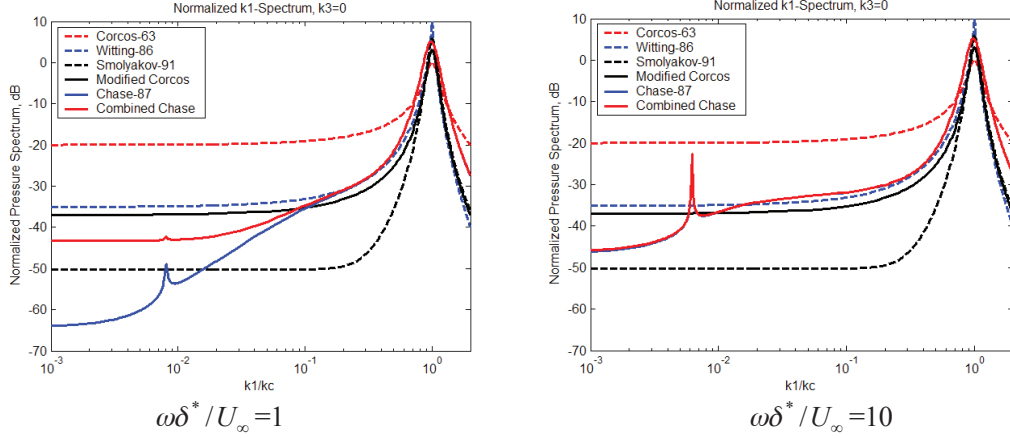 Normalized k1-Spectrum, k3=0
10
0
-10
-20
-30
-40
-50
-60
-70
Normalized Pressure Spectrum, dB
Corcos-63
Witting-86
Smolyakov-91
Modified Corcos
Chase-87
Combined Chase
10^-3
10^-2
10^-1
10^0
k1/kc
ωδ*/U∞=1
Normalized k1-Spectrum, k3=0
10
0
-10
-20
-30
-40
-50
-60
-70
Normalized Pressure Spectrum, dB
Corcos-63
Witting-86
Smolyakov-91
Modified Corcos
Chase-87
Combined Chase
10^-3
10^-2
10^-1
10^0
k1/kc
ωδ*/U∞=10